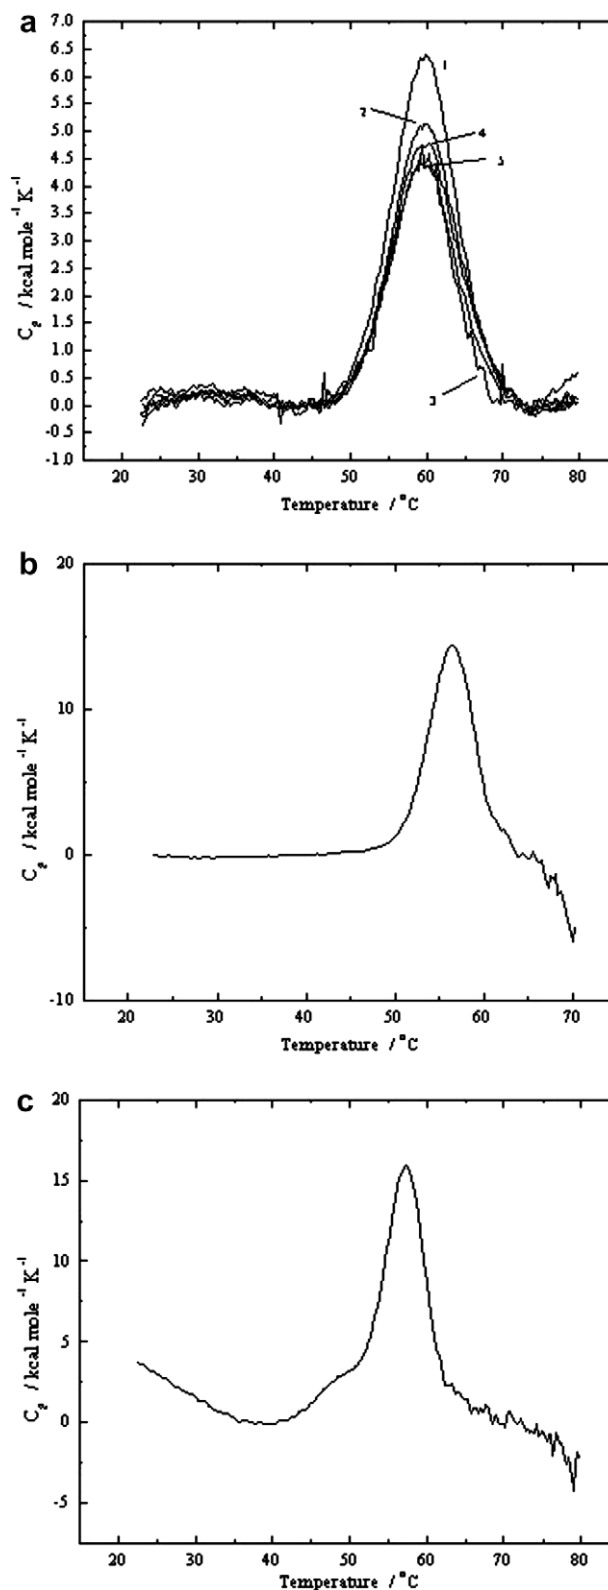 a
7.0
6.5
6.0
5.5
5.0
4.5
4.0
3.5
3.0
2.5
2.0
1.5
1.0
0.5
0.0
-0.5
-1.0
1
2
4
5
3
C_p / kcal mole⁻¹ K⁻¹
20 30 40 50 60 70 80
Temperature / °C
b
20
10
0
-10
C_p / kcal mole⁻¹ K⁻¹
20 30 40 50 60 70
Temperature / °C
c
20
15
10
5
0
-5
C_p / kcal mole⁻¹ K⁻¹
20 30 40 50 60 70 80
Temperature / °C